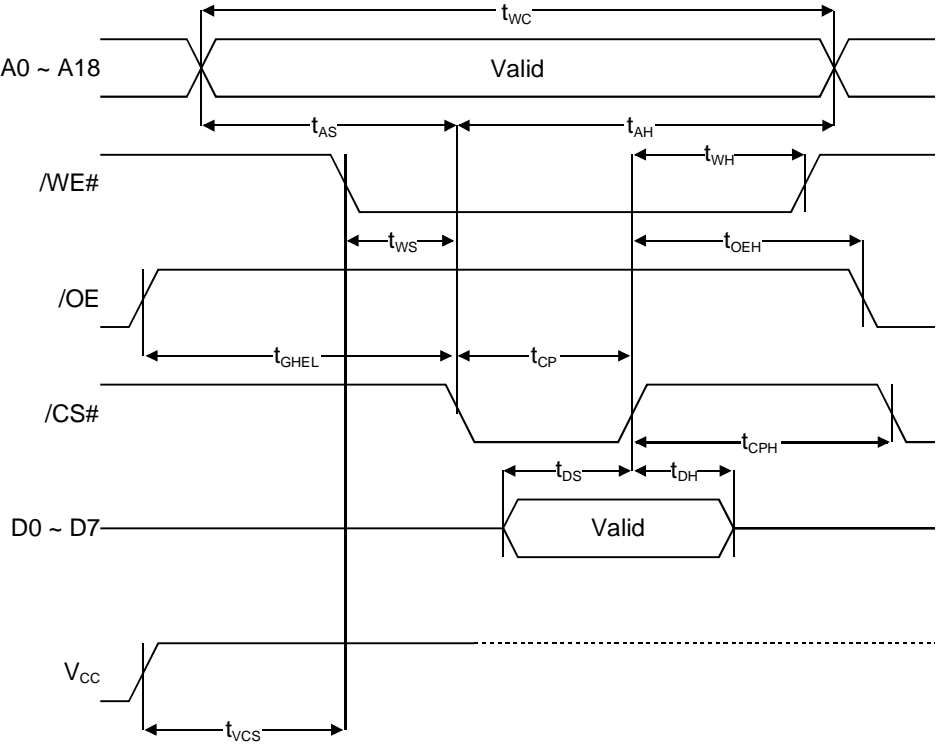 tWC
A0 ~ A18
Valid
tAS
tAH
tWH
/WE#
tWS
tOEH
/OE
tGHEL
tCP
/CS#
tCPH
tDS
tDH
D0 ~ D7
Valid
VCC
tVCS